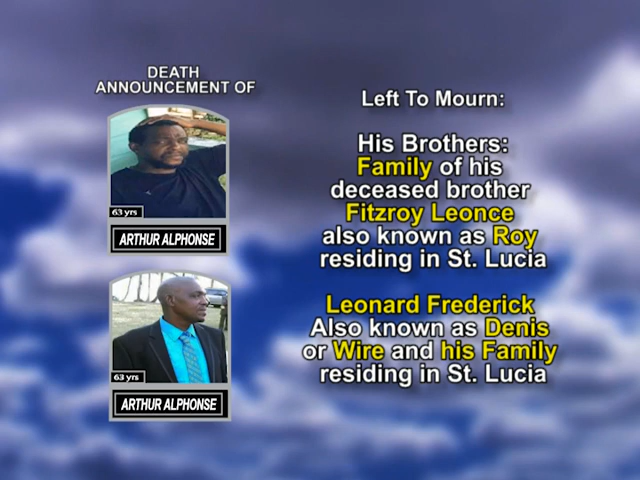 DEATH
ANNOUNCEMENT OF
63 yrs
ARTHUR ALPHONSE
63 yrs
ARTHUR ALPHONSE
Left To Mourn:
His Brothers:
Family of his
deceased brother
Fitzroy Leonce
also known as Roy
residing in St. Lucia
Leonard Frederick
Also known as Denis
or Wire and his Family
residing in St. Lucia